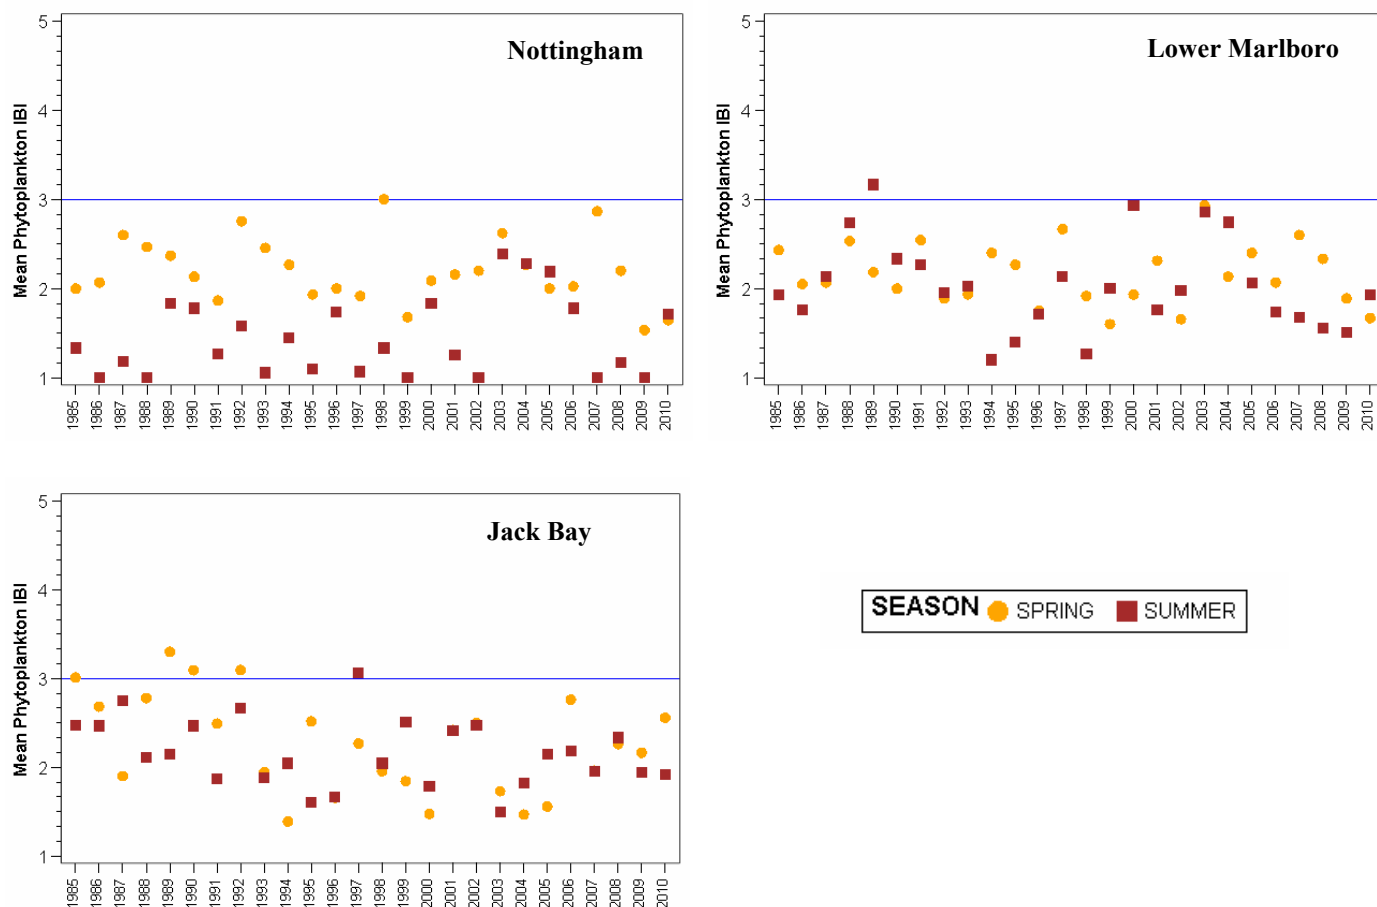 Nottingham
Mean Phytoplankton IBI
5
4
3
2
1
1985 1986 1987 1988 1989 1990 1991 1992 1993 1994 1995 1996 1997 1998 1999 2000 2001 2002 2003 2004 2005 2006 2007 2008 2009 2010
Lower Marlboro
Mean Phytoplankton IBI
5
4
3
2
1
1985 1986 1987 1988 1989 1990 1991 1992 1993 1994 1995 1996 1997 1998 1999 2000 2001 2002 2003 2004 2005 2006 2007 2008 2009 2010
Jack Bay
Mean Phytoplankton IBI
5
4
3
2
1
1985 1986 1987 1988 1989 1990 1991 1992 1993 1994 1995 1996 1997 1998 1999 2000 2001 2002 2003 2004 2005 2006 2007 2008 2009 2010
SEASON SPRING SUMMER